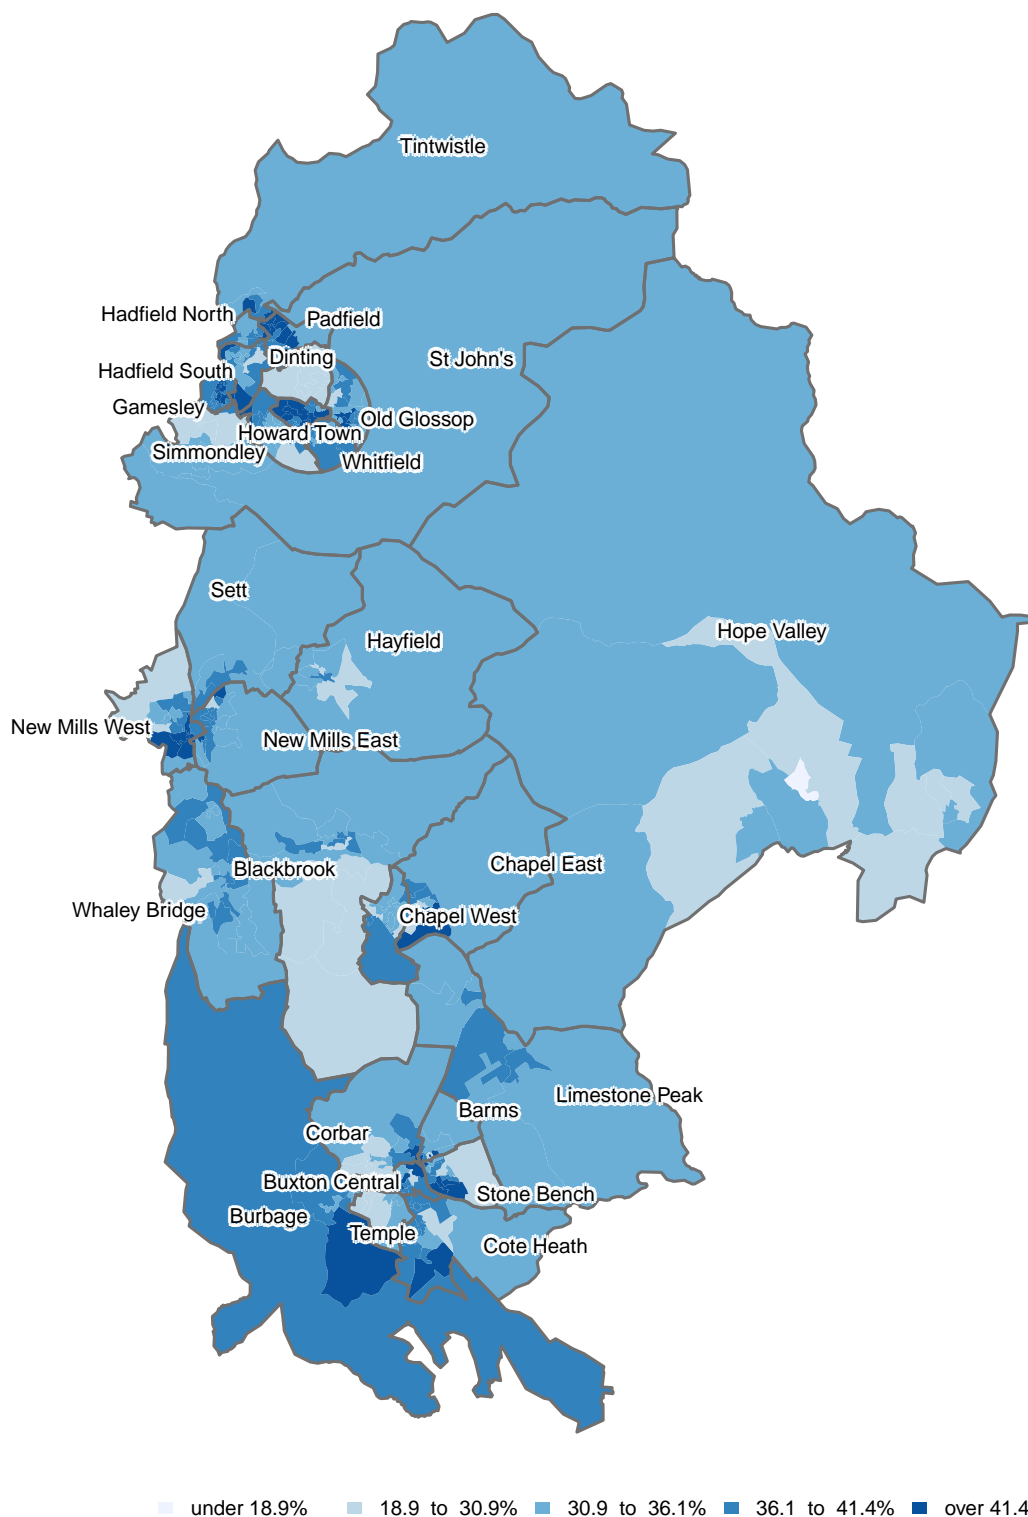 Tintwistle
Hadfield North
Padfield
Dinting
St John's
Hadfield South
Gamesley
Old Glossop
Howard Town
Simmondley
Whitfield
Sett
Hope Valley
Hayfield
New Mills West
New Mills East
Chapel East
Blackbrook
Whaley Bridge
Chapel West
Limestone Peak
Barms
Corbar
Buxton Central
Stone Bench
Burbage
Temple
Cote Heath
under 18.9% 18.9 to 30.9% 30.9 to 36.1% 36.1 to 41.4% over 41.4